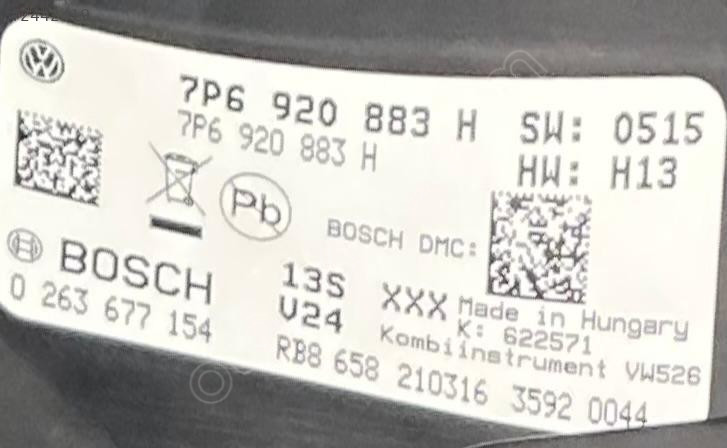 7P6 920 883 H
7P6 920 883 H
SW: 0515
HW: H13
Pb
BOSCH DMC:
BOSCH
0 263 677 154
13S
V24
XXX
Made in Hungary
K: 622571
Kombiinstrument VW526
RB8 658 210316 3592 0044